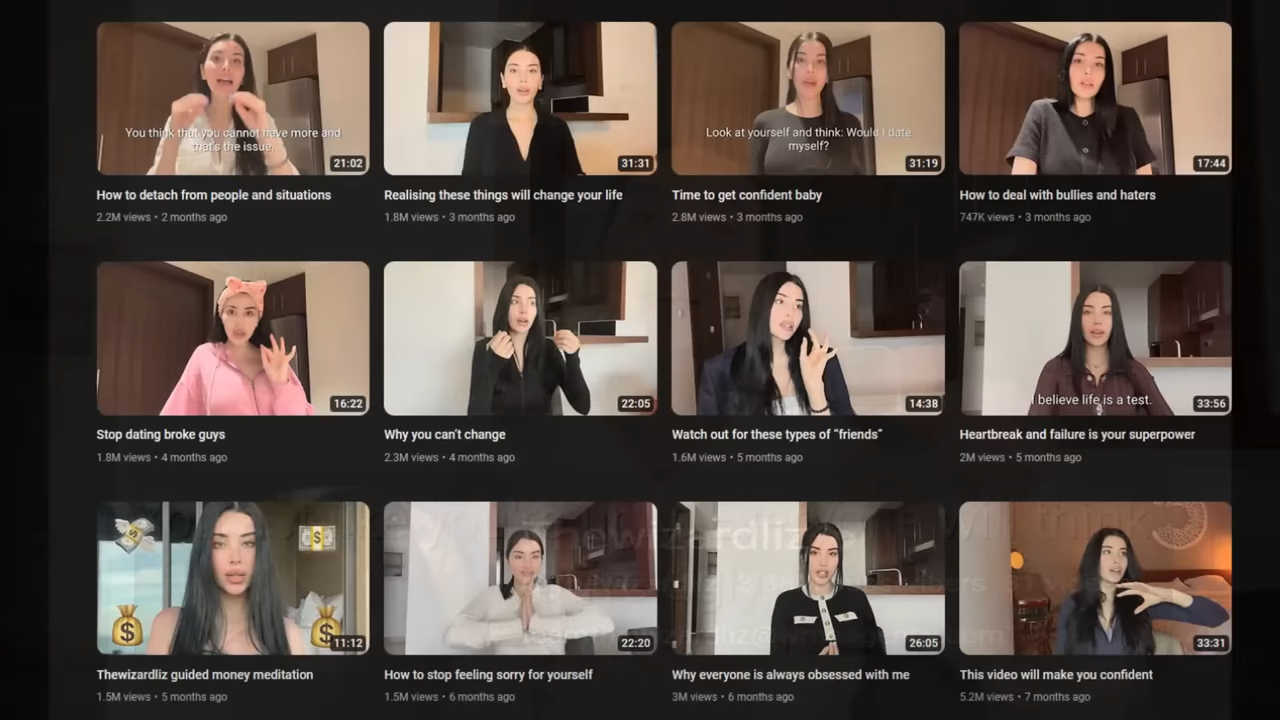 You think that you cannot have more and
that's the issue.
21:02
31:31
Look at yourself and think: Would I date
myself?
31:19
17:44
How to detach from people and situations
2.2M views • 2 months ago
Realising these things will change your life
1.8M views • 3 months ago
Time to get confident baby
2.8M views • 3 months ago
How to deal with bullies and haters
747K views • 3 months ago
16:22
22:05
14:38
I believe life is a test.
33:56
Stop dating broke guys
1.8M views • 4 months ago
Why you can't change
2.3M views • 4 months ago
Watch out for these types of “friends”
1.6M views • 5 months ago
Heartbreak and failure is your superpower
2M views • 5 months ago
11:12
22:20
thewizardliz
26:05
33:31
Thewizardliz guided money meditation
1.5M views • 5 months ago
How to stop feeling sorry for yourself
1.5M views • 6 months ago
Why everyone is always obsessed with me
3M views • 6 months ago
This video will make you confident
5.2M views • 7 months ago